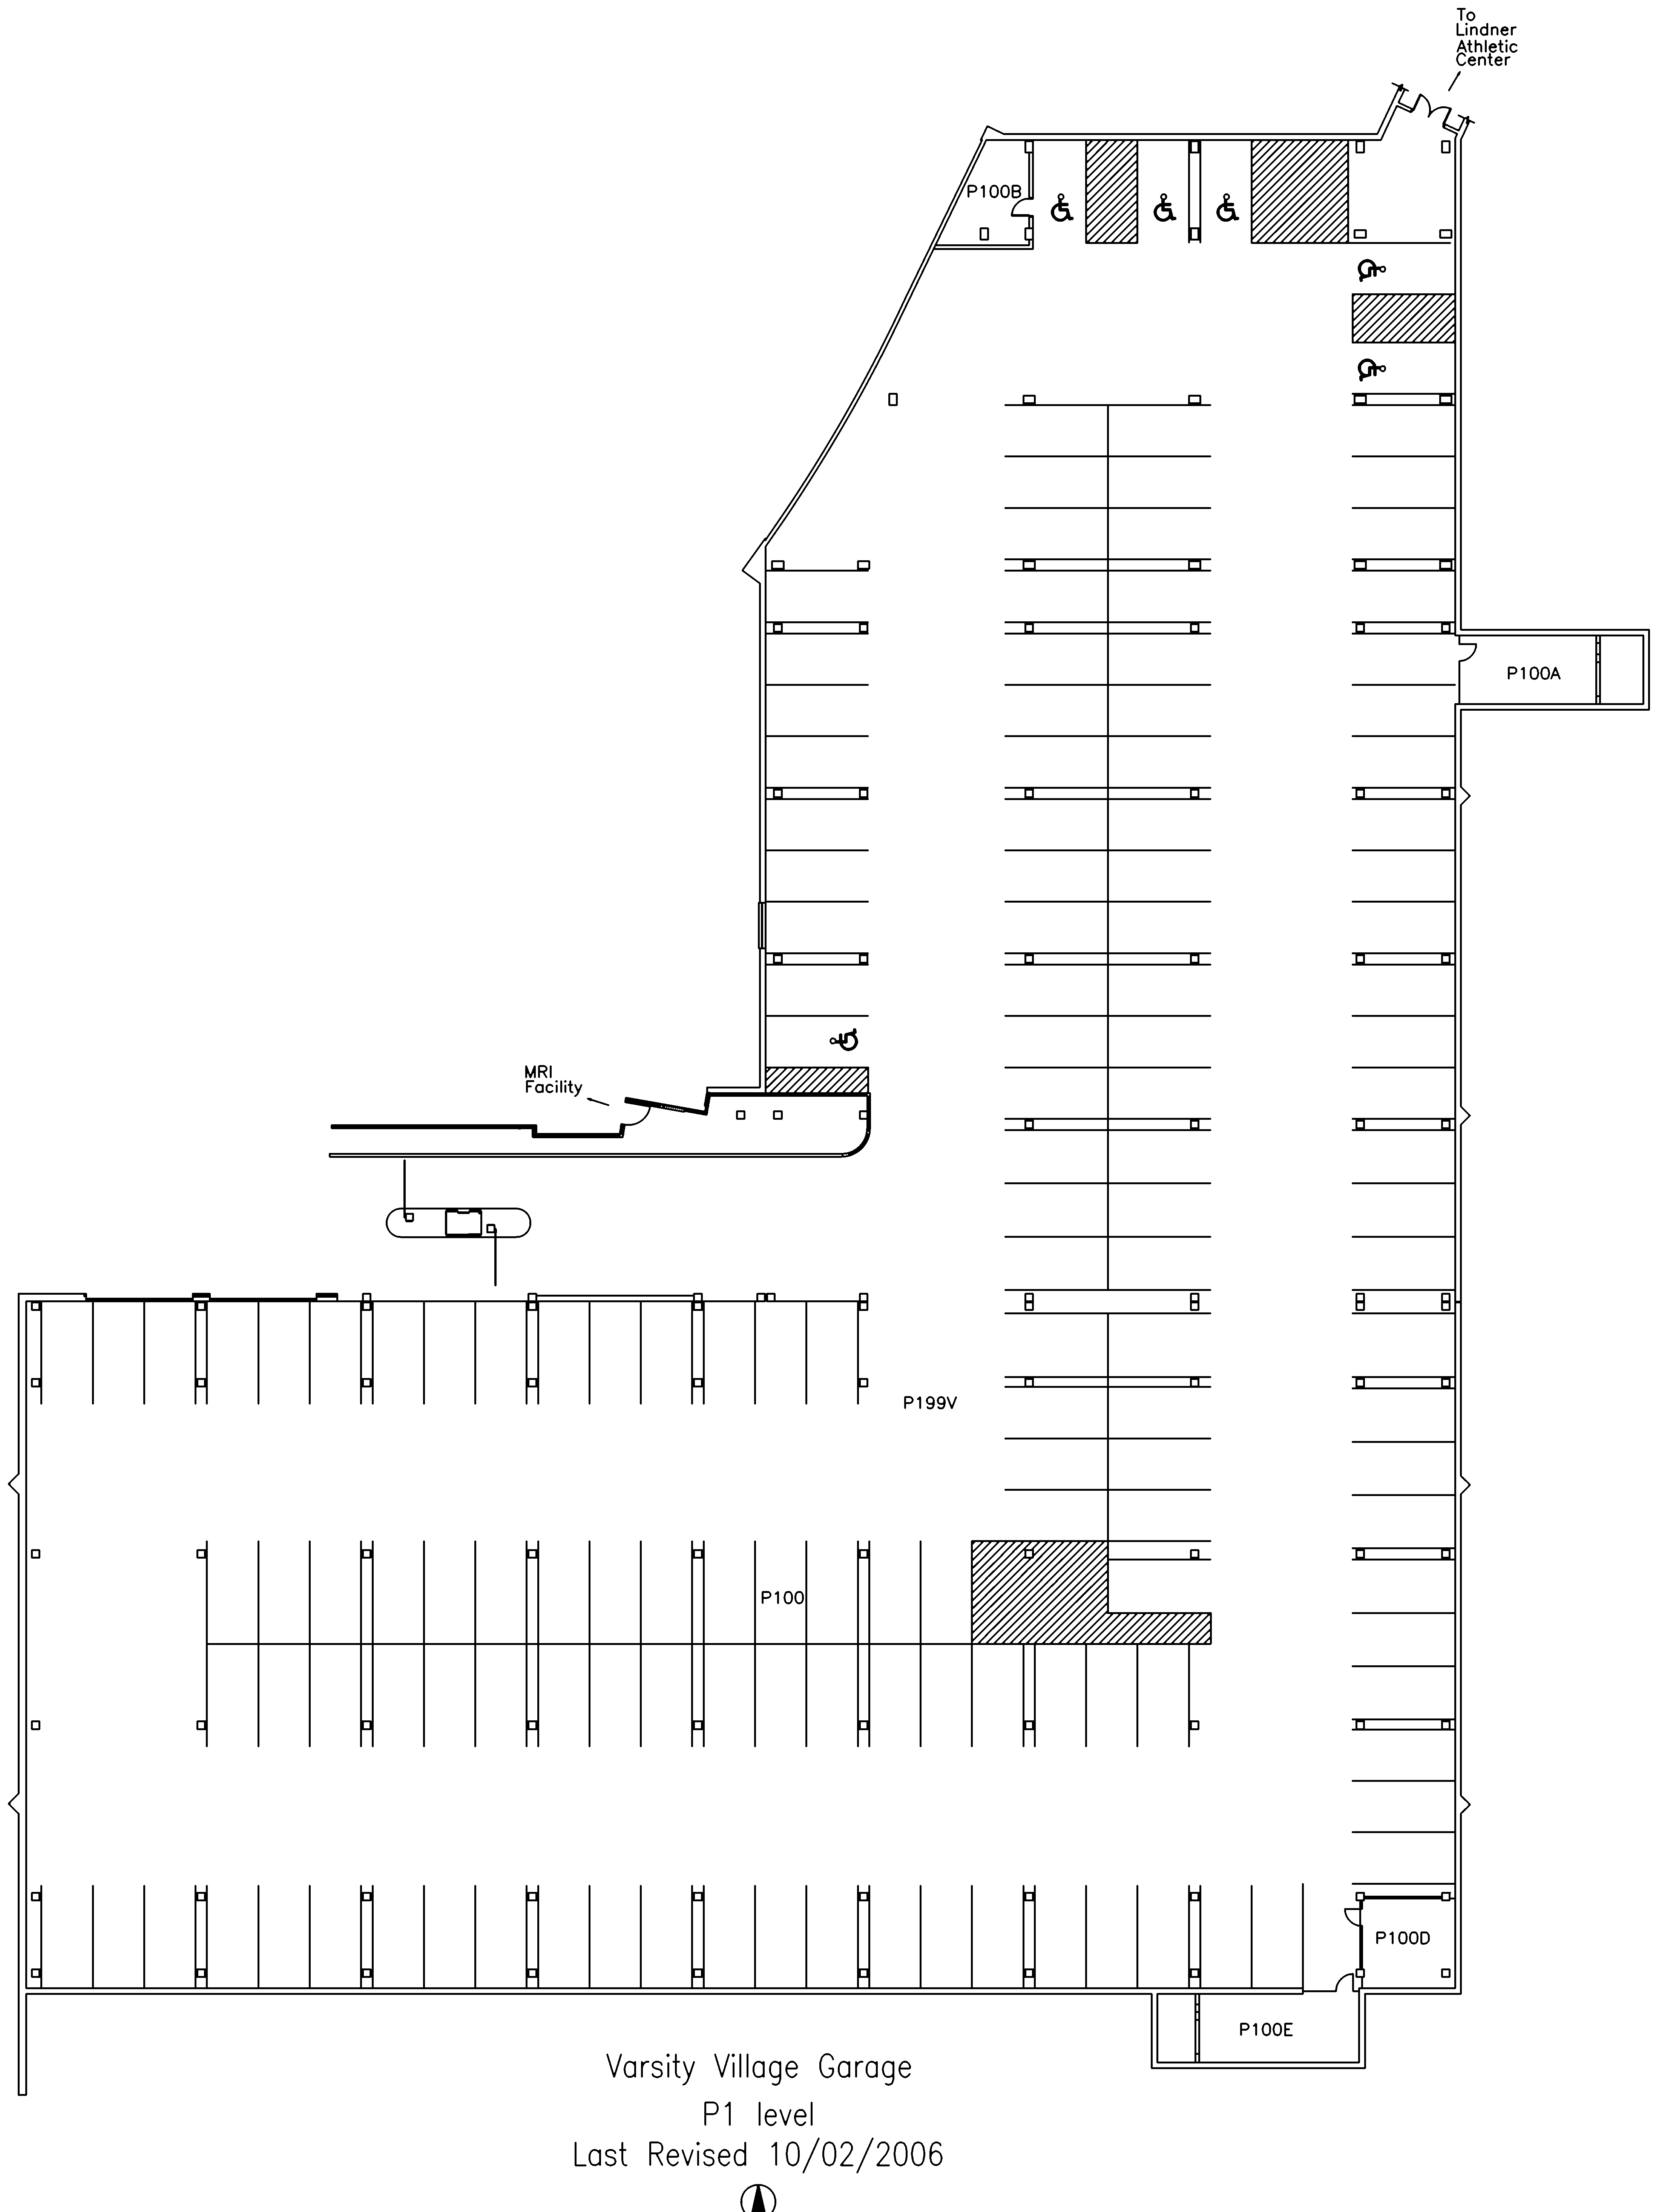 To
Lindner
Athletic
Center
P100B
P100A
MRI
Facility
P199V
P100
P100D
P100E
Varsity Village Garage
P1 level
Last Revised 10/02/2006